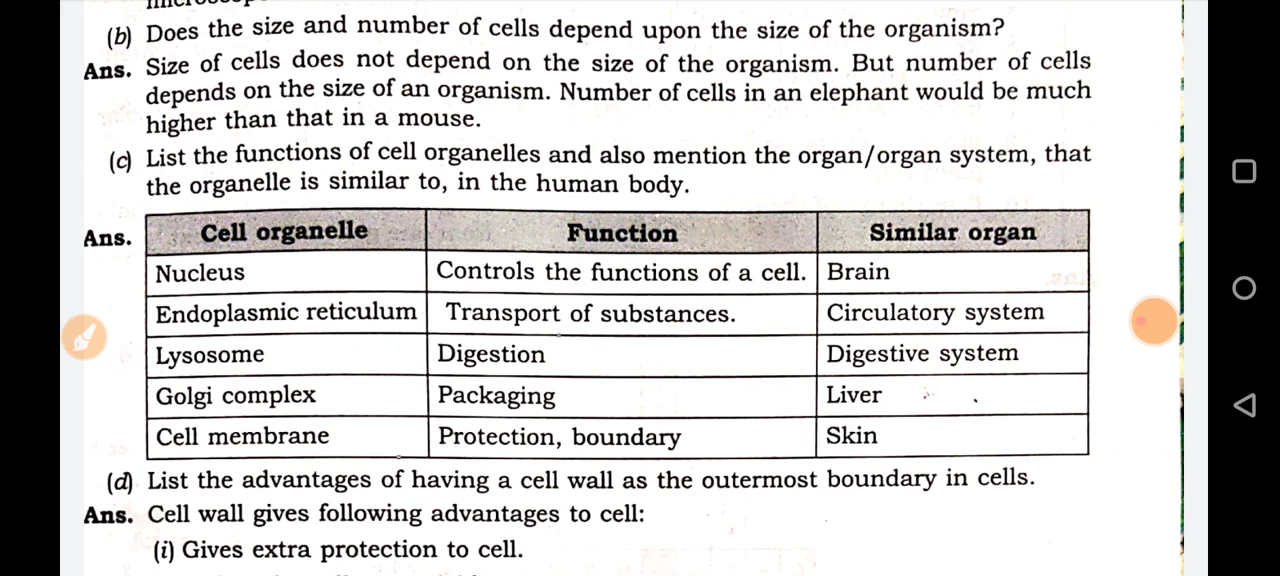 (b) Does the size and number of cells depend upon the size of the organism?
Ans. Size of cells does not depend on the size of the organism. But number of cells
depends on the size of an organism. Number of cells in an elephant would be much
higher than that in a mouse.
(c) List the functions of cell organelles and also mention the organ/organ system, that
the organelle is similar to, in the human body.
Ans. Cell organelle Function Similar organ
Nucleus Controls the functions of a cell. Brain
Endoplasmic reticulum Transport of substances. Circulatory system
Lysosome Digestion Digestive system
Golgi complex Packaging Liver
Cell membrane Protection, boundary Skin
(d) List the advantages of having a cell wall as the outermost boundary in cells.
Ans. Cell wall gives following advantages to cell:
(i) Gives extra protection to cell.